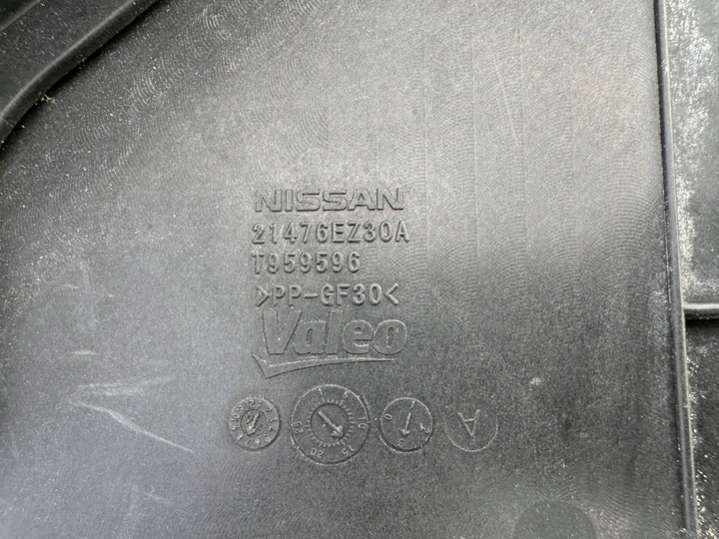 NISSAN
21476EZ30A
T959596
>PP-GF30<
Valeo
A